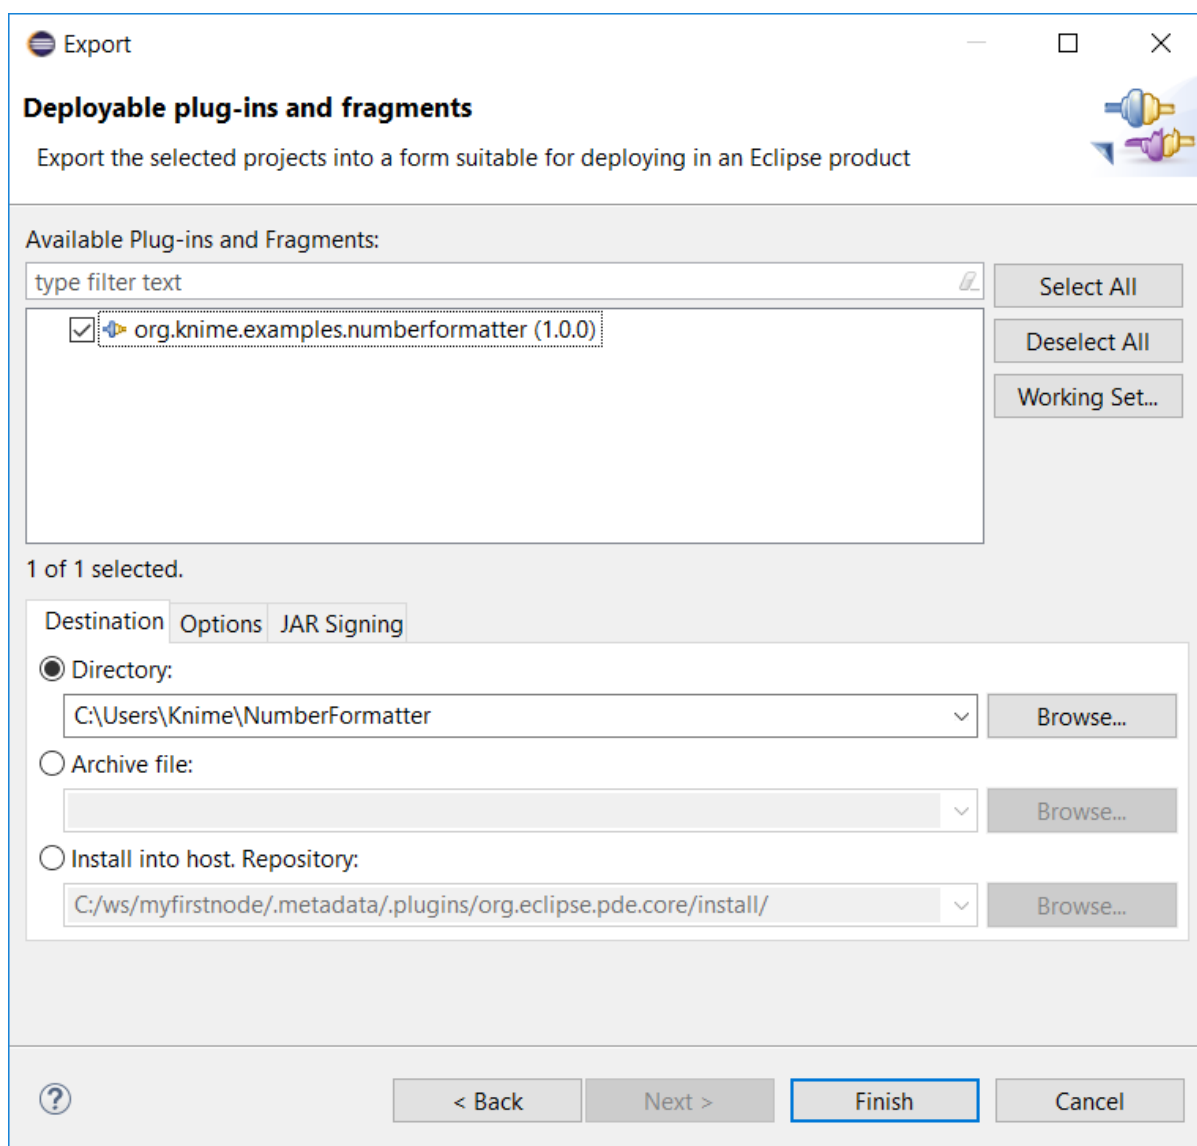 Export
Deployable plug-ins and fragments
Export the selected projects into a form suitable for deploying in an Eclipse product
Available Plug-ins and Fragments:
type filter text
Select All
org.knime.examples.numberformatter (1.0.0)
Deselect All
Working Set...
1 of 1 selected.
Destination Options JAR Signing
Directory:
C:\Users\Knime\NumberFormatter Browse...
Archive file:
Browse...
Install into host. Repository:
C:/ws/myfirstnode/.metadata/.plugins/org.eclipse.pde.core/install/ Browse...
? < Back Next > Finish Cancel